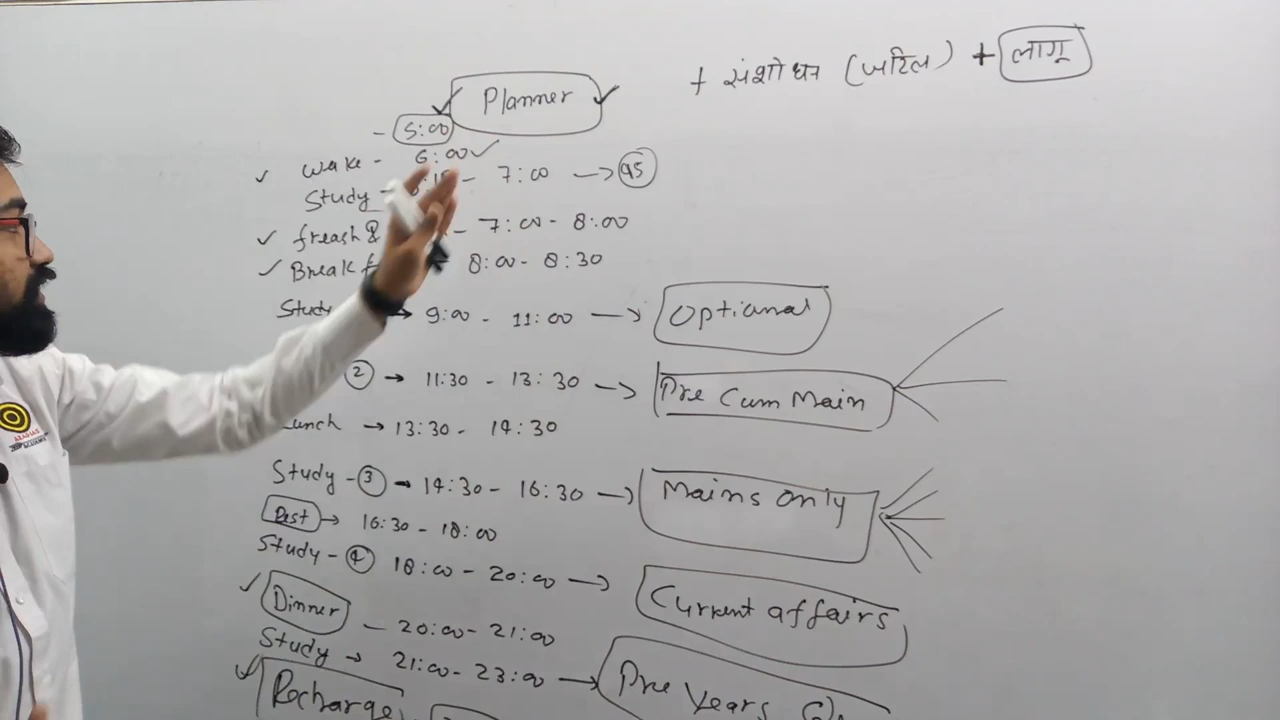 + संशोधन (जटिल) + लागू
Planner
- 5:00
Wake - 6:00
Study - - 7:00 → 45
freash & - 7:00 - 8:00
Break 8:00 - 8:30
Study → 9:00 - 11:00 → Optional
2 → 11:30 - 13:30 → Pre Cum Main
Lunch → 13:30 - 14:30
Study - 3 → 14:30 - 16:30 → Mains Only
Rest → 16:30 - 18:00
Study - 4 18:00 - 20:00 → Current affairs
Dinner - 20:00 - 21:00
Study → 21:00 - 23:00 → Pre Years
Recharge